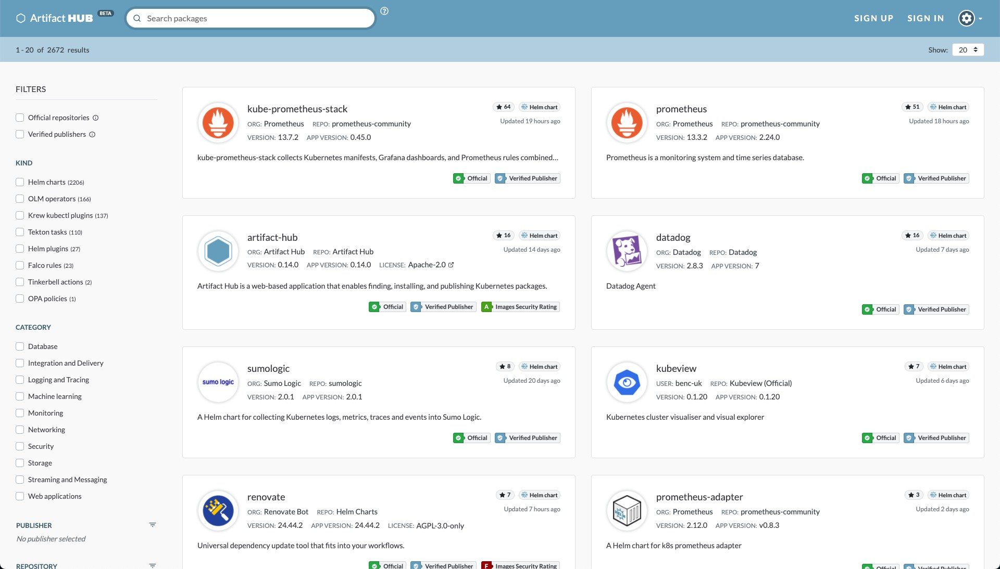 Artifact HUB BETA
Search packages
SIGN UP SIGN IN
1 - 20 of 2672 results
Show: 20
FILTERS
Official repositories
Verified publishers
KIND
Helm charts (2206)
OLM operators (166)
Krew kubectl plugins (137)
Tekton tasks (110)
Helm plugins (27)
Falco rules (23)
Tinkerbell actions (2)
OPA policies (1)
CATEGORY
Database
Integration and Delivery
Logging and Tracing
Machine learning
Monitoring
Networking
Security
Storage
Streaming and Messaging
Web applications
PUBLISHER
No publisher selected
REPOSITORY
kube-prometheus-stack
64 Helm chart
ORG: Prometheus REPO: prometheus-community
Updated 19 hours ago
VERSION: 13.7.2 APP VERSION: 0.45.0
kube-prometheus-stack collects Kubernetes manifests, Grafana dashboards, and Prometheus rules combined...
Official Verified Publisher
prometheus
51 Helm chart
ORG: Prometheus REPO: prometheus-community
Updated 18 hours ago
VERSION: 13.3.2 APP VERSION: 2.24.0
Prometheus is a monitoring system and time series database.
Official Verified Publisher
artifact-hub
16 Helm chart
ORG: Artifact Hub REPO: Artifact Hub
Updated 14 days ago
VERSION: 0.14.0 APP VERSION: 0.14.0 LICENSE: Apache-2.0
Artifact Hub is a web-based application that enables finding, installing, and publishing Kubernetes packages.
Official Verified Publisher A Images Security Rating
datadog
16 Helm chart
ORG: Datadog REPO: Datadog
Updated 7 days ago
VERSION: 2.8.3 APP VERSION: 7
Datadog Agent
Official Verified Publisher
sumo logic
sumologic
8 Helm chart
ORG: Sumo Logic REPO: sumologic
Updated 20 days ago
VERSION: 2.0.1 APP VERSION: 2.0.1
A Helm chart for collecting Kubernetes logs, metrics, traces and events into Sumo Logic.
Official Verified Publisher
kubeview
7 Helm chart
USER: benc-uk REPO: Kubeview (Official)
Updated 6 days ago
VERSION: 0.1.20 APP VERSION: 0.1.20
Kubernetes cluster visualiser and visual explorer
Official Verified Publisher
renovate
7 Helm chart
ORG: Renovate Bot REPO: Helm Charts
Updated 7 hours ago
VERSION: 24.44.2 APP VERSION: 24.44.2 LICENSE: AGPL-3.0-only
Universal dependency update tool that fits into your workflows.
Official Verified Publisher F Images Security Rating
HELM
prometheus-adapter
3 Helm chart
ORG: Prometheus REPO: prometheus-community
Updated 2 days ago
VERSION: 2.12.0 APP VERSION: v0.8.3
A Helm chart for k8s prometheus adapter
Official Verified Publisher